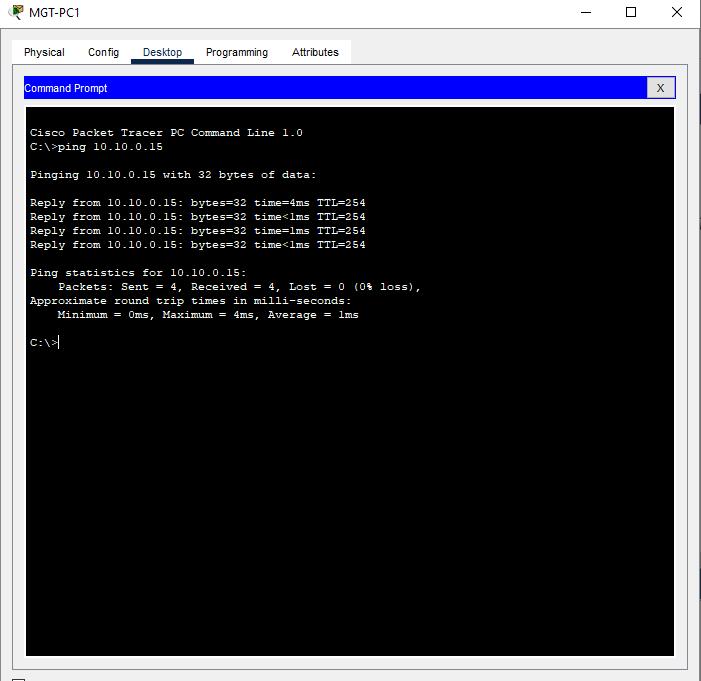 MGT-PC1
Physical Config Desktop Programming Attributes
Command Prompt X
Cisco Packet Tracer PC Command Line 1.0
C:\>ping 10.10.0.15
Pinging 10.10.0.15 with 32 bytes of data:
Reply from 10.10.0.15: bytes=32 time=4ms TTL=254
Reply from 10.10.0.15: bytes=32 time<1ms TTL=254
Reply from 10.10.0.15: bytes=32 time=1ms TTL=254
Reply from 10.10.0.15: bytes=32 time<1ms TTL=254
Ping statistics for 10.10.0.15:
Packets: Sent = 4, Received = 4, Lost = 0 (0% loss),
Approximate round trip times in milli-seconds:
Minimum = 0ms, Maximum = 4ms, Average = 1ms
C:\>